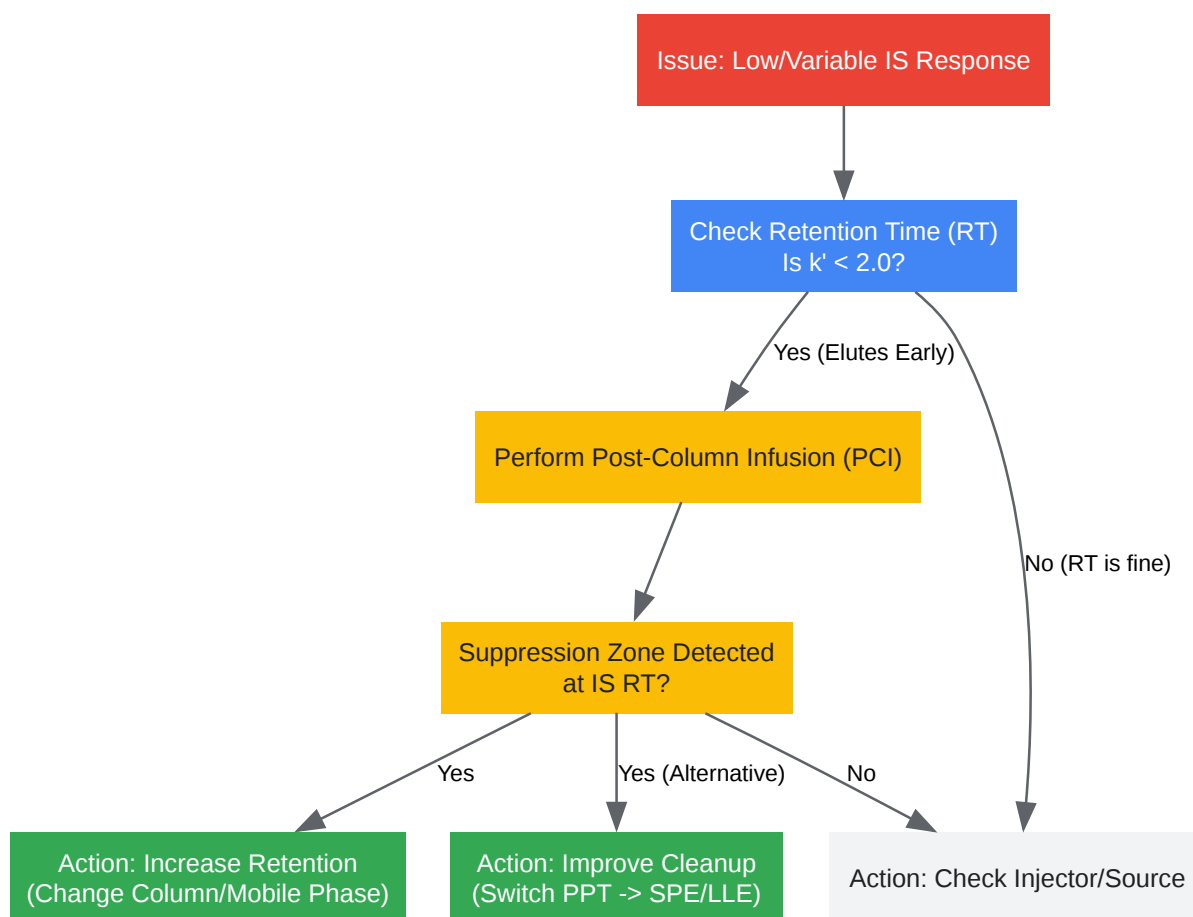 Issue: Low/Variable IS Response
Check Retention Time (RT)
Is k' < 2.0?
Yes (Elutes Early)
Perform Post-Column Infusion (PCI)
No (RT is fine)
Suppression Zone Detected
at IS RT?
Yes
Yes (Alternative)
No
Action: Increase Retention
(Change Column/Mobile Phase)
Action: Improve Cleanup
(Switch PPT -> SPE/LLE)
Action: Check Injector/Source